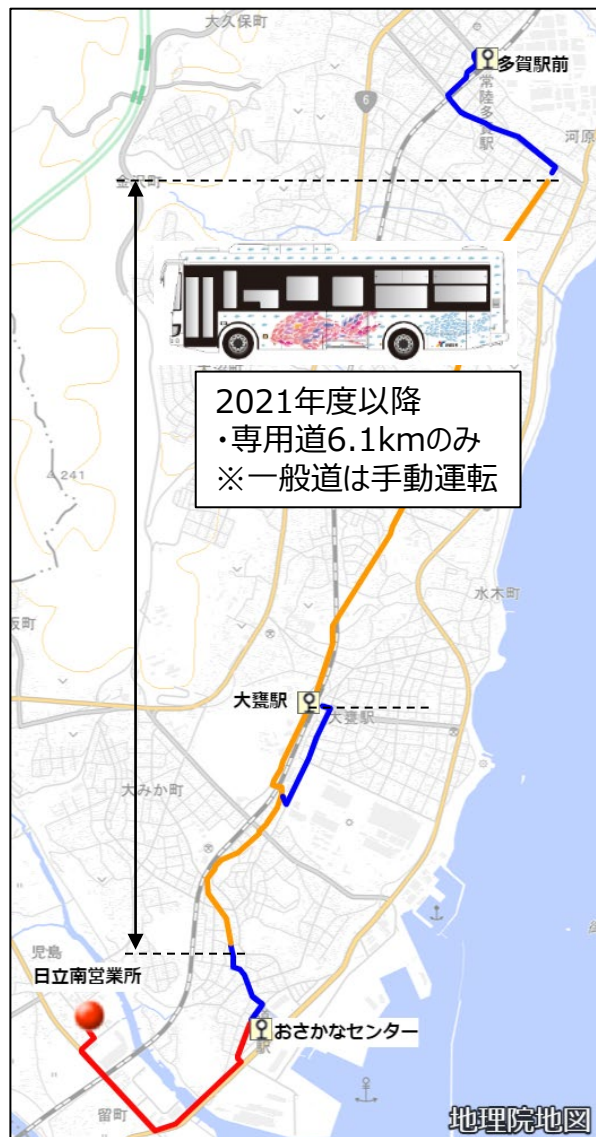 大久保町
多賀駅前
常陸多賀駅
6
河原
金沢町
2021年度以降
・専用道6.1kmのみ
※一般道は手動運転
241
水木町
坂町
大甕駅
大甕駅
大みか町
児島
日立南営業所
おさかなセンター
駅
留町
地理院地図